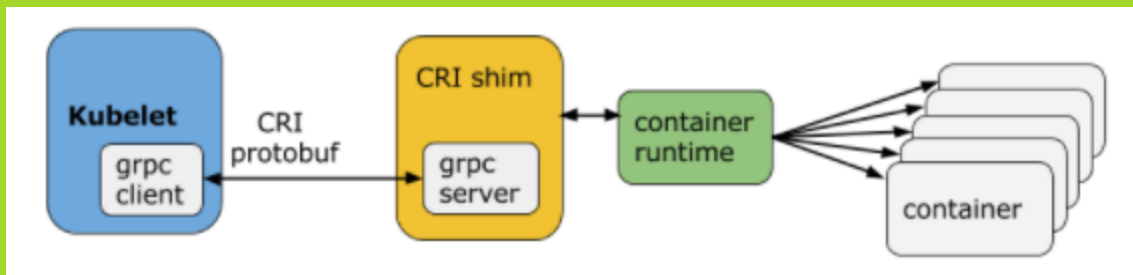 Kubelet
grpc
client
CRI
protobuf
CRI shim
grpc
server
container
runtime
container